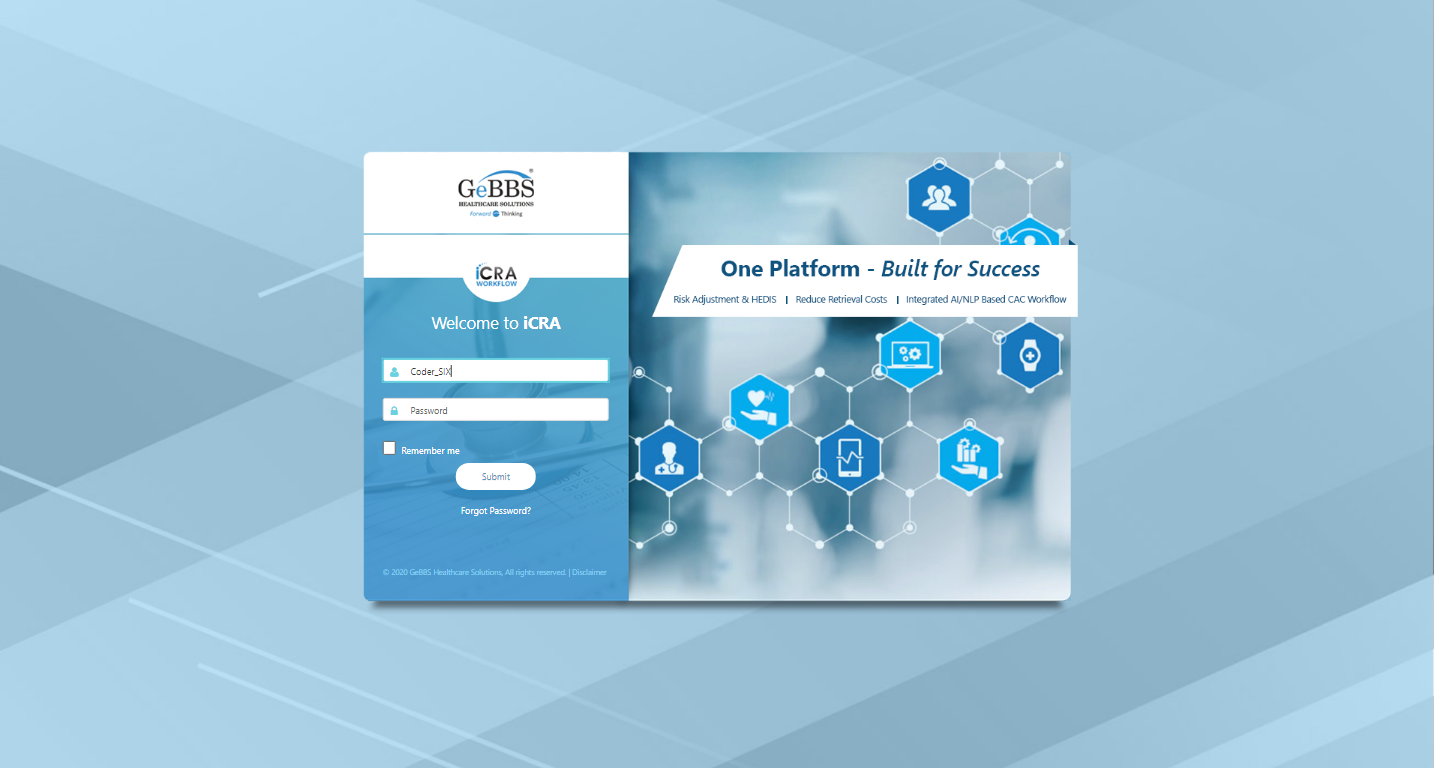 GeBBS®
HEALTHCARE SOLUTIONS
Forward Thinking
iCRA
WORKFLOW
Welcome to iCRA
Coder_SIX
Password
Remember me
Submit
Forgot Password?
© 2020 GeBBS Healthcare Solutions, All rights reserved. | Disclaimer
One Platform - Built for Success
Risk Adjustment & HEDIS | Reduce Retrieval Costs | Integrated AI/NLP Based CAC Workflow